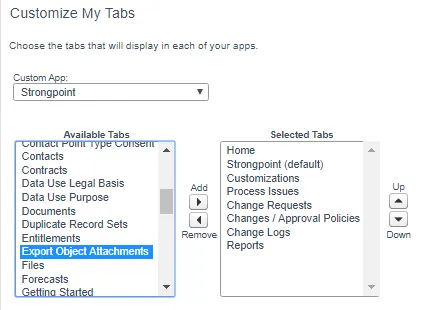 Customize My Tabs
Choose the tabs that will display in each of your apps.
Custom App:
Strongpoint
Available Tabs
Contact Point Type Consent
Contacts
Contracts
Data Use Legal Basis
Data Use Purpose
Documents
Duplicate Record Sets
Entitlements
Export Object Attachments
Files
Forecasts
Getting Started
Add
Remove
Selected Tabs
Home
Strongpoint (default)
Customizations
Process Issues
Change Requests
Changes / Approval Policies
Change Logs
Reports
Up
Down